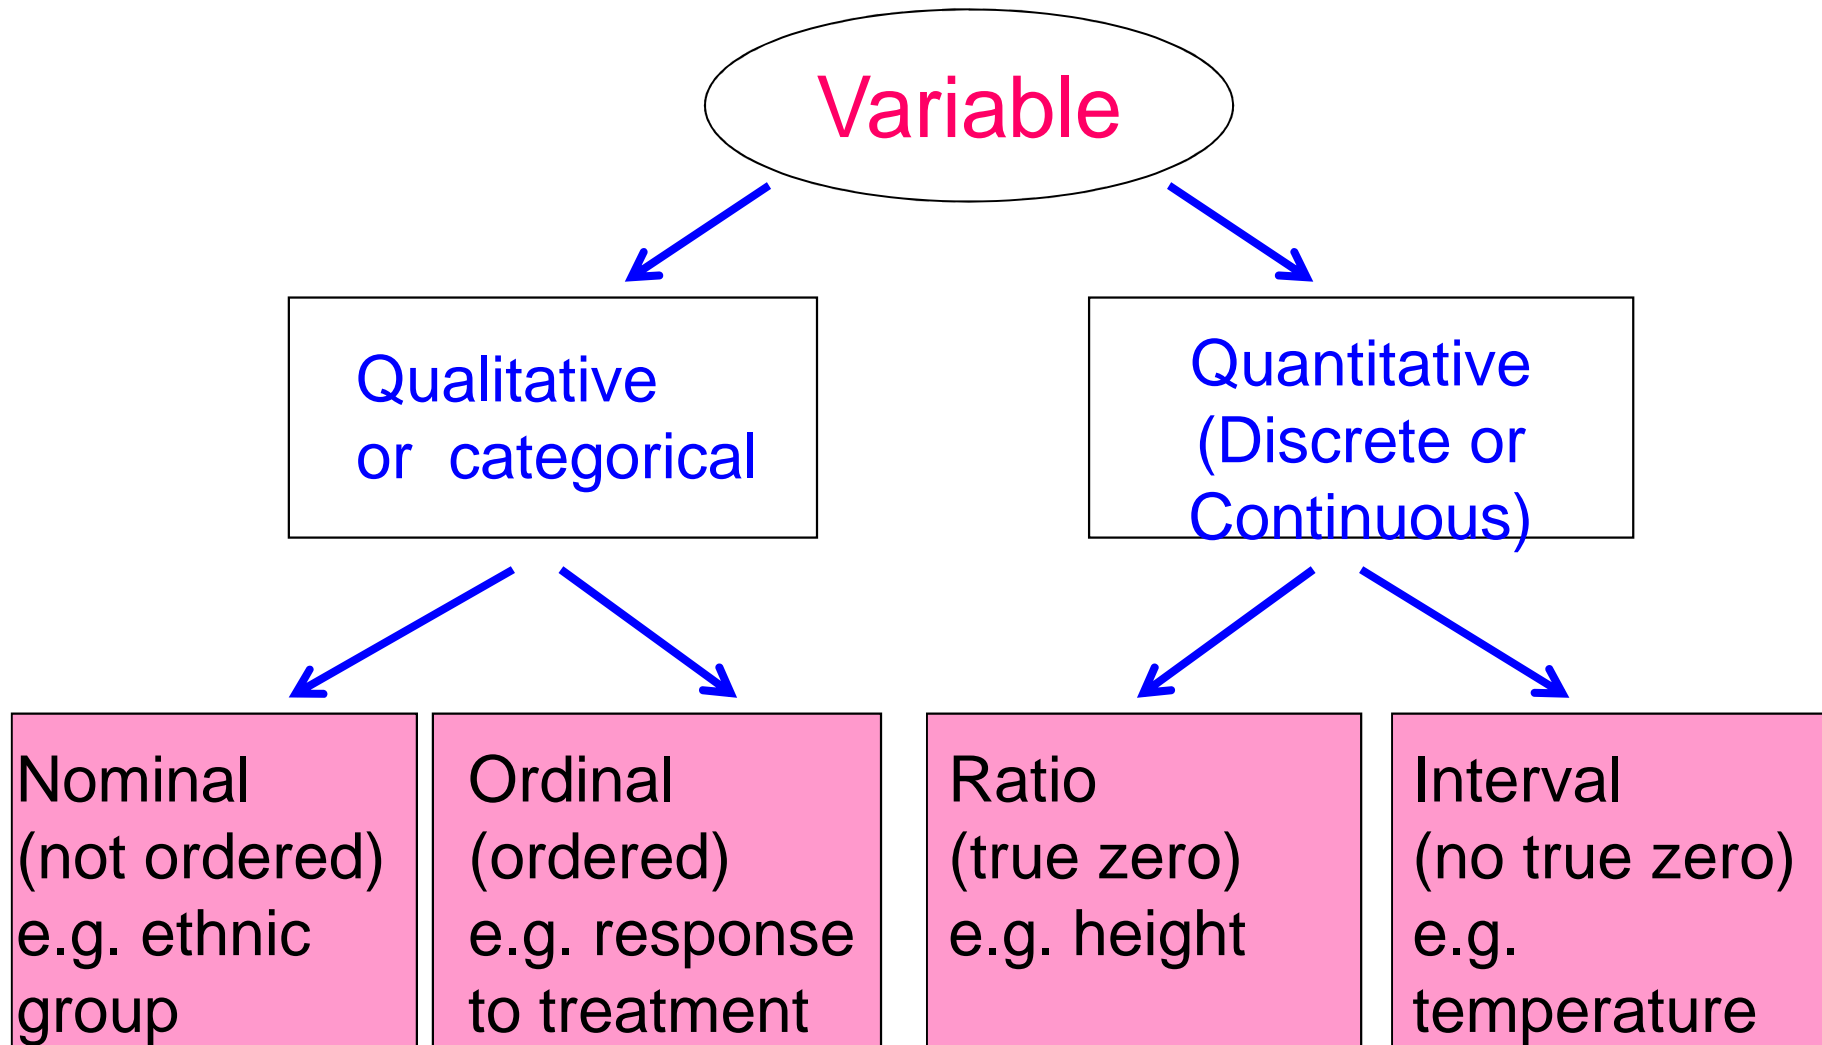 Variable
Qualitative
or categorical
Quantitative
(Discrete or
Continuous)
Nominal
(not ordered)
e.g. ethnic
group
Ordinal
(ordered)
e.g. response
to treatment
Ratio
(true zero)
e.g. height
Interval
(no true zero)
e.g.
temperature